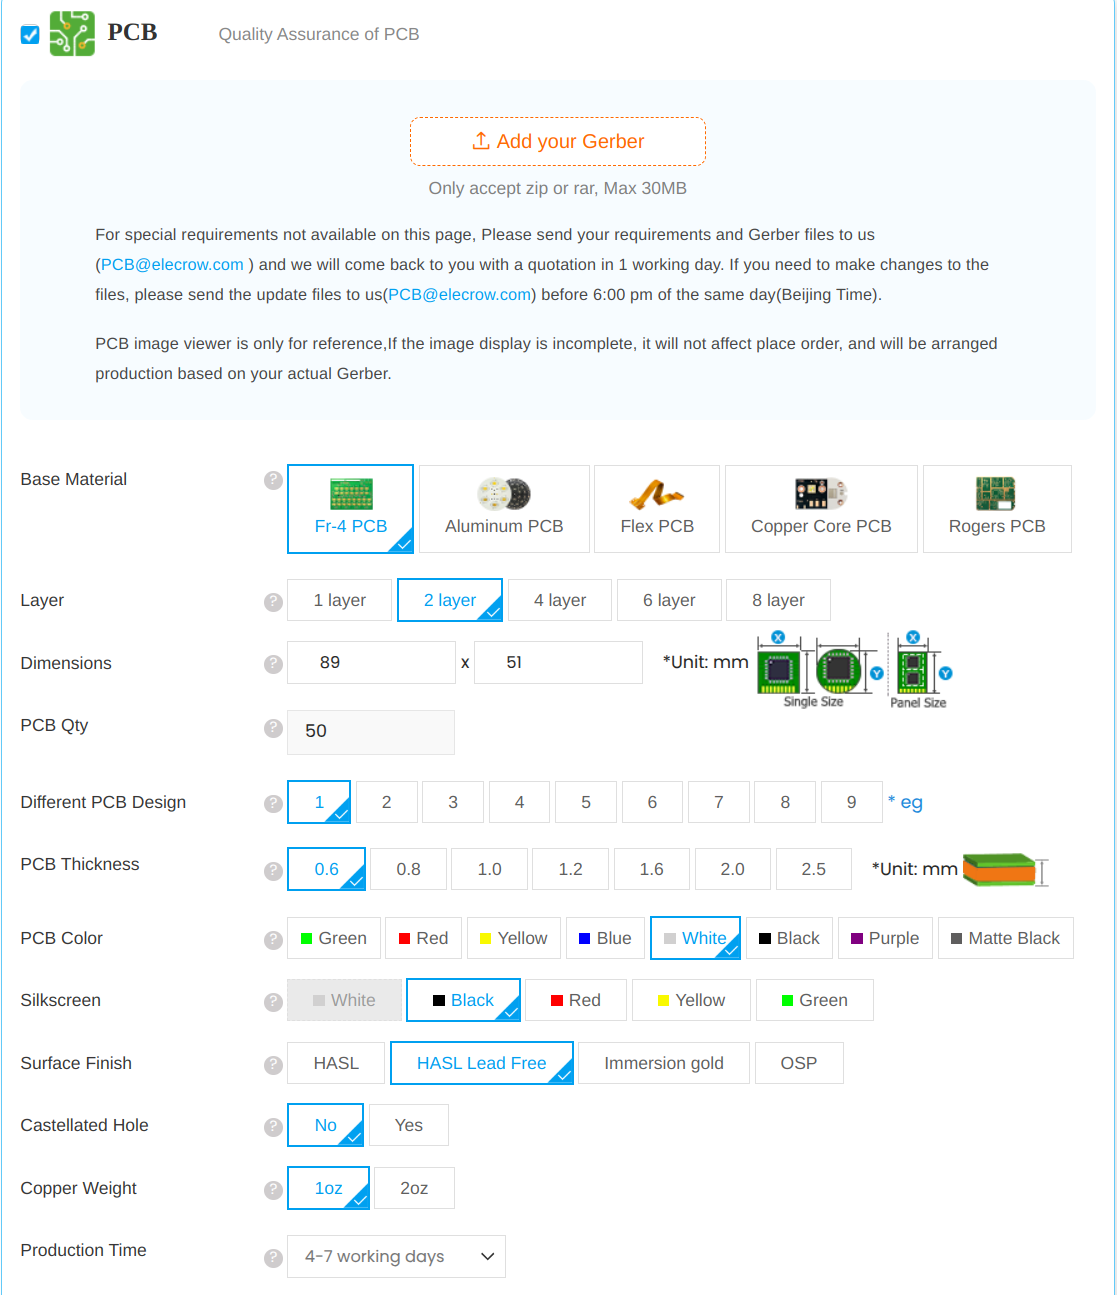 PCB Quality Assurance of PCB
Add your Gerber
Only accept zip or rar, Max 30MB
For special requirements not available on this page, Please send your requirements and Gerber files to us
(PCB@elecrow.com ) and we will come back to you with a quotation in 1 working day. If you need to make changes to the
files, please send the update files to us(PCB@elecrow.com) before 6:00 pm of the same day(Beijing Time).
PCB image viewer is only for reference,If the image display is incomplete, it will not affect place order, and will be arranged
production based on your actual Gerber.
Base Material ? Fr-4 PCB Aluminum PCB Flex PCB Copper Core PCB Rogers PCB
Layer ? 1 layer 2 layer 4 layer 6 layer 8 layer
Dimensions ? 89 x 51 *Unit: mm X Y Single Size X Y Panel Size
PCB Qty ? 50
Different PCB Design ? 1 2 3 4 5 6 7 8 9 * eg
PCB Thickness ? 0.6 0.8 1.0 1.2 1.6 2.0 2.5 *Unit: mm
PCB Color ? Green Red Yellow Blue White Black Purple Matte Black
Silkscreen ? White Black Red Yellow Green
Surface Finish ? HASL HASL Lead Free Immersion gold OSP
Castellated Hole ? No Yes
Copper Weight ? 1oz 2oz
Production Time ? 4-7 working days